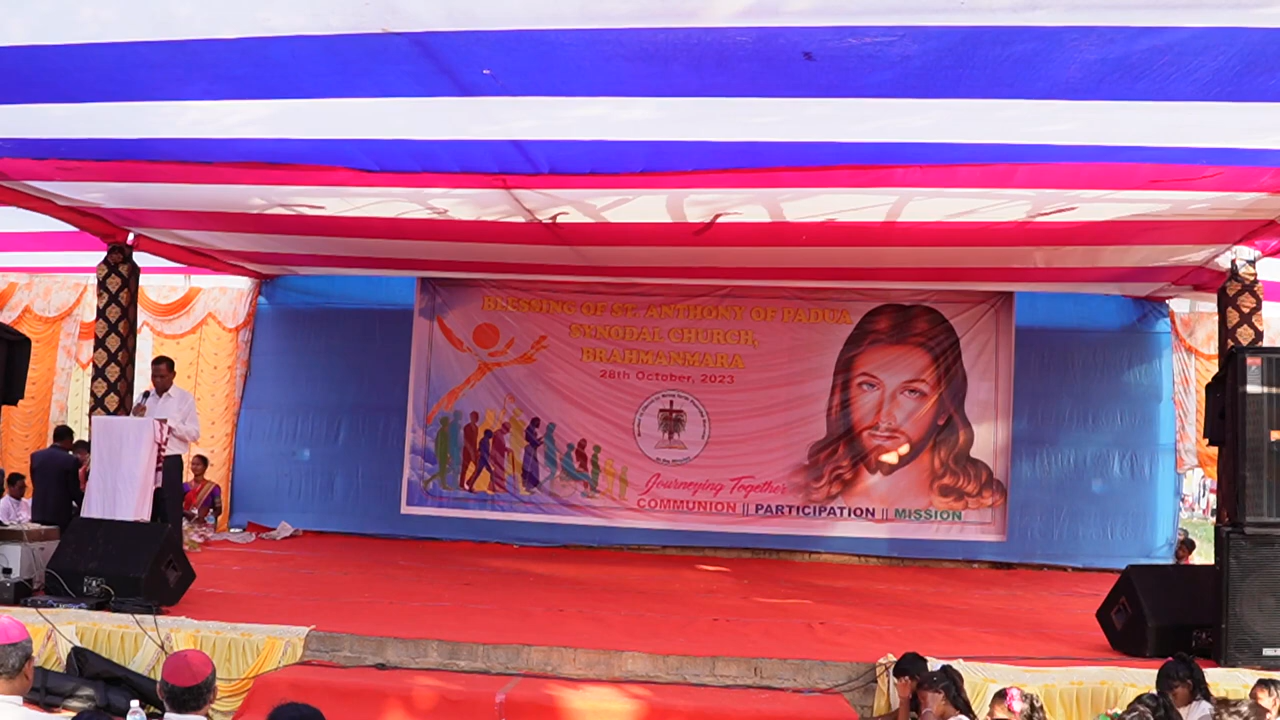 BLESSING OF ST. ANTHONY OF PADUA
SYNODAL CHURCH,
BRAHMANMARA
28th October, 2023
Journeying Together
COMMUNION || PARTICIPATION || MISSION